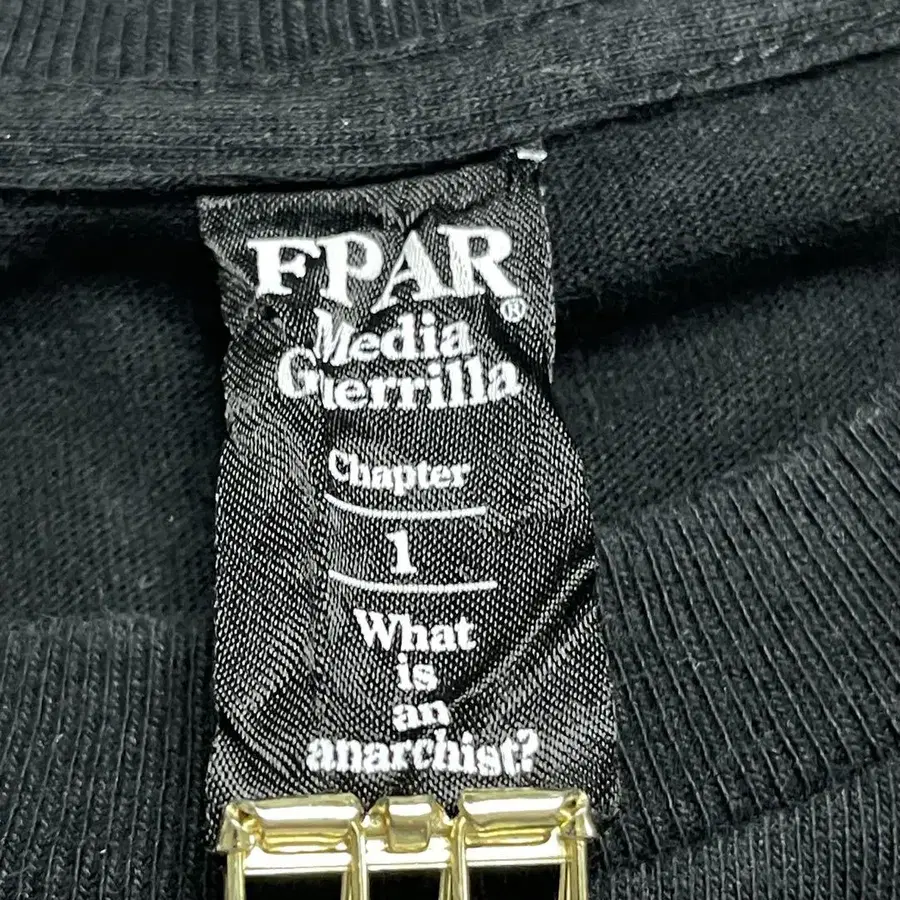 FPAR®
Media
Guerrilla
Chapter
1
What
is
an
anarchist?